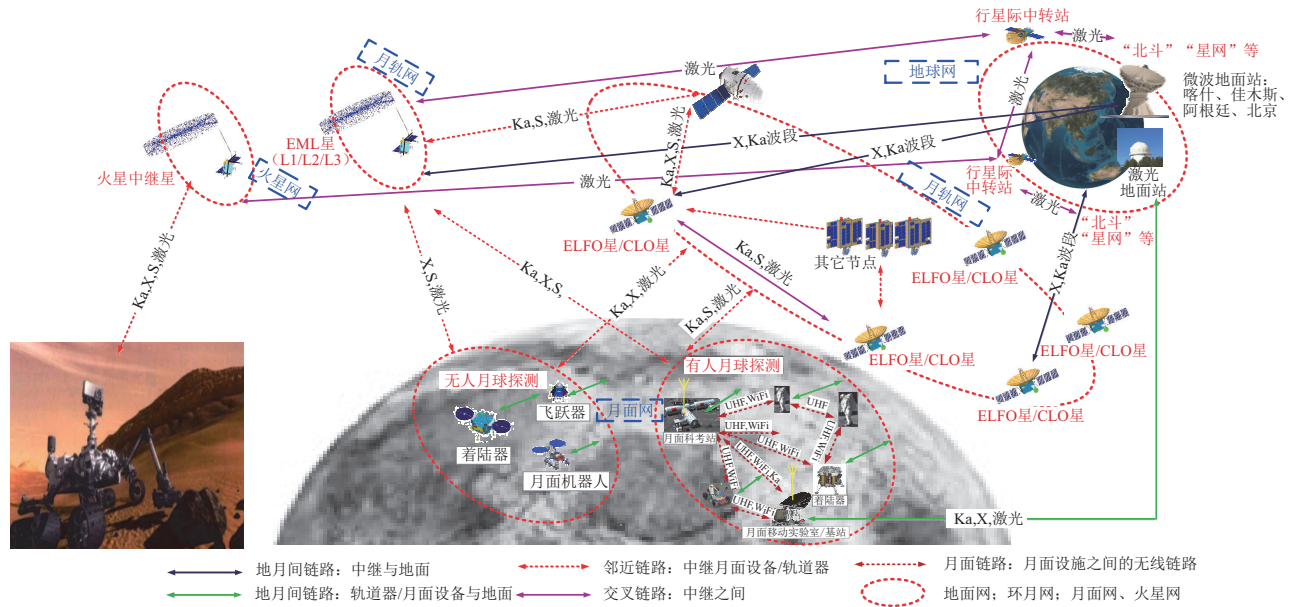 行星际中转站
激光
“北斗”“星网”等
地球网
激光
微波地面站：
喀什、佳木斯、
阿根廷、北京
激光
地面站
行星际
中转站
激光
“北斗”
“星网”等
月轨网
EML星
（L1/L2/L3）
火星中继星
火星网
激光
Ka,S,激光
Ka,X,S,激光
X,Ka波段
X,Ka波段
激光
月轨网
ELFO星/CLO星
其它节点
ELFO星/CLO星
X,Ka波段
Ka,X,S,激光
X,S,激光
Ka,X,S,
Ka,X,激光
Ka,S,激光
Ka,S,激光
ELFO星/CLO星
ELFO星/CLO星
ELFO星/CLO星
无人月球探测
飞跃器
着陆器
月面机器人
月面网
有人月球探测
UHF,WiFi
UHF
月面科考站
UHF,WiFi
UHF,WiFi
UHF,WiFi
UHF,WiFi
UHF,WiFi,Ka
着陆器
UHF,WiFi
月面移动实验室/基站
Ka,X,激光
地月间链路：中继与地面
邻近链路：中继月面设备/轨道器
月面链路：月面设施之间的无线链路
地月间链路：轨道器/月面设备与地面
交叉链路：中继之间
地面网；环月网；月面网、火星网